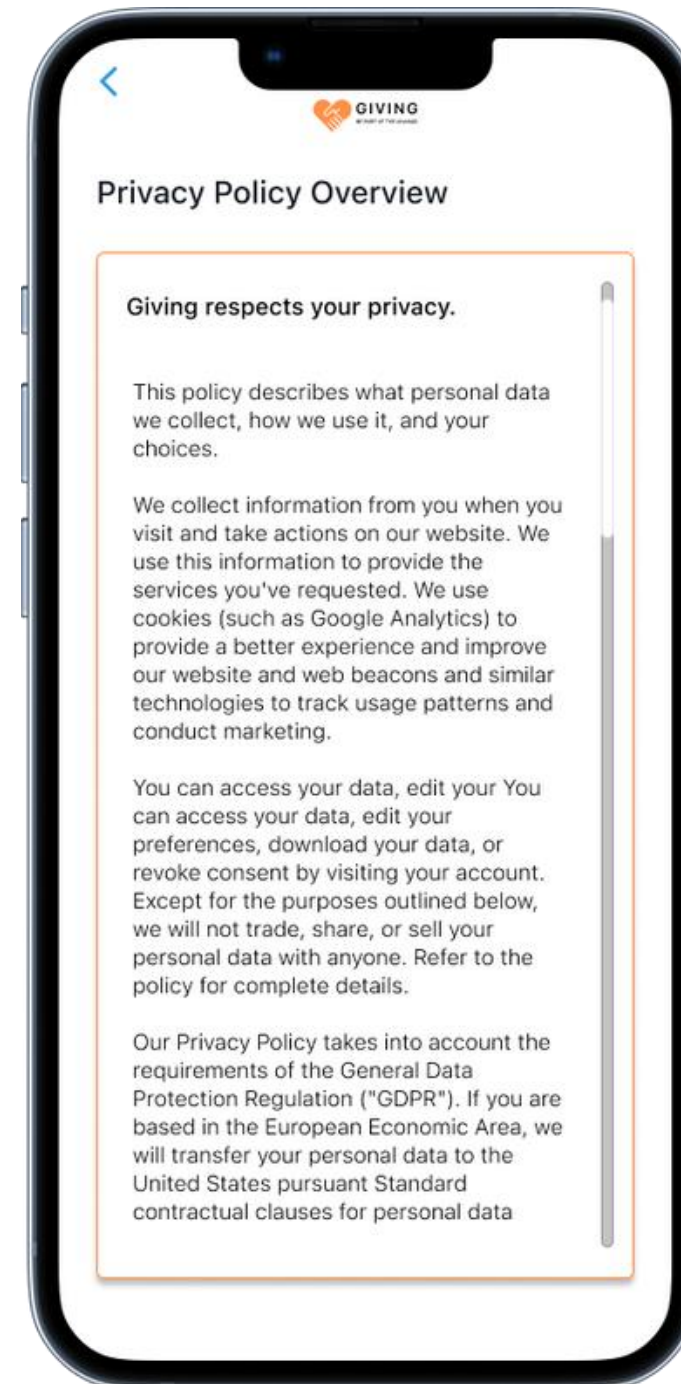 GIVING
BE PART OF THE CHANGE
Privacy Policy Overview
Giving respects your privacy.
This policy describes what personal data
we collect, how we use it, and your
choices.
We collect information from you when you
visit and take actions on our website. We
use this information to provide the
services you've requested. We use
cookies (such as Google Analytics) to
provide a better experience and improve
our website and web beacons and similar
technologies to track usage patterns and
conduct marketing.
You can access your data, edit your You
can access your data, edit your
preferences, download your data, or
revoke consent by visiting your account.
Except for the purposes outlined below,
we will not trade, share, or sell your
personal data with anyone. Refer to the
policy for complete details.
Our Privacy Policy takes into account the
requirements of the General Data
Protection Regulation ("GDPR"). If you are
based in the European Economic Area, we
will transfer your personal data to the
United States pursuant Standard
contractual clauses for personal data